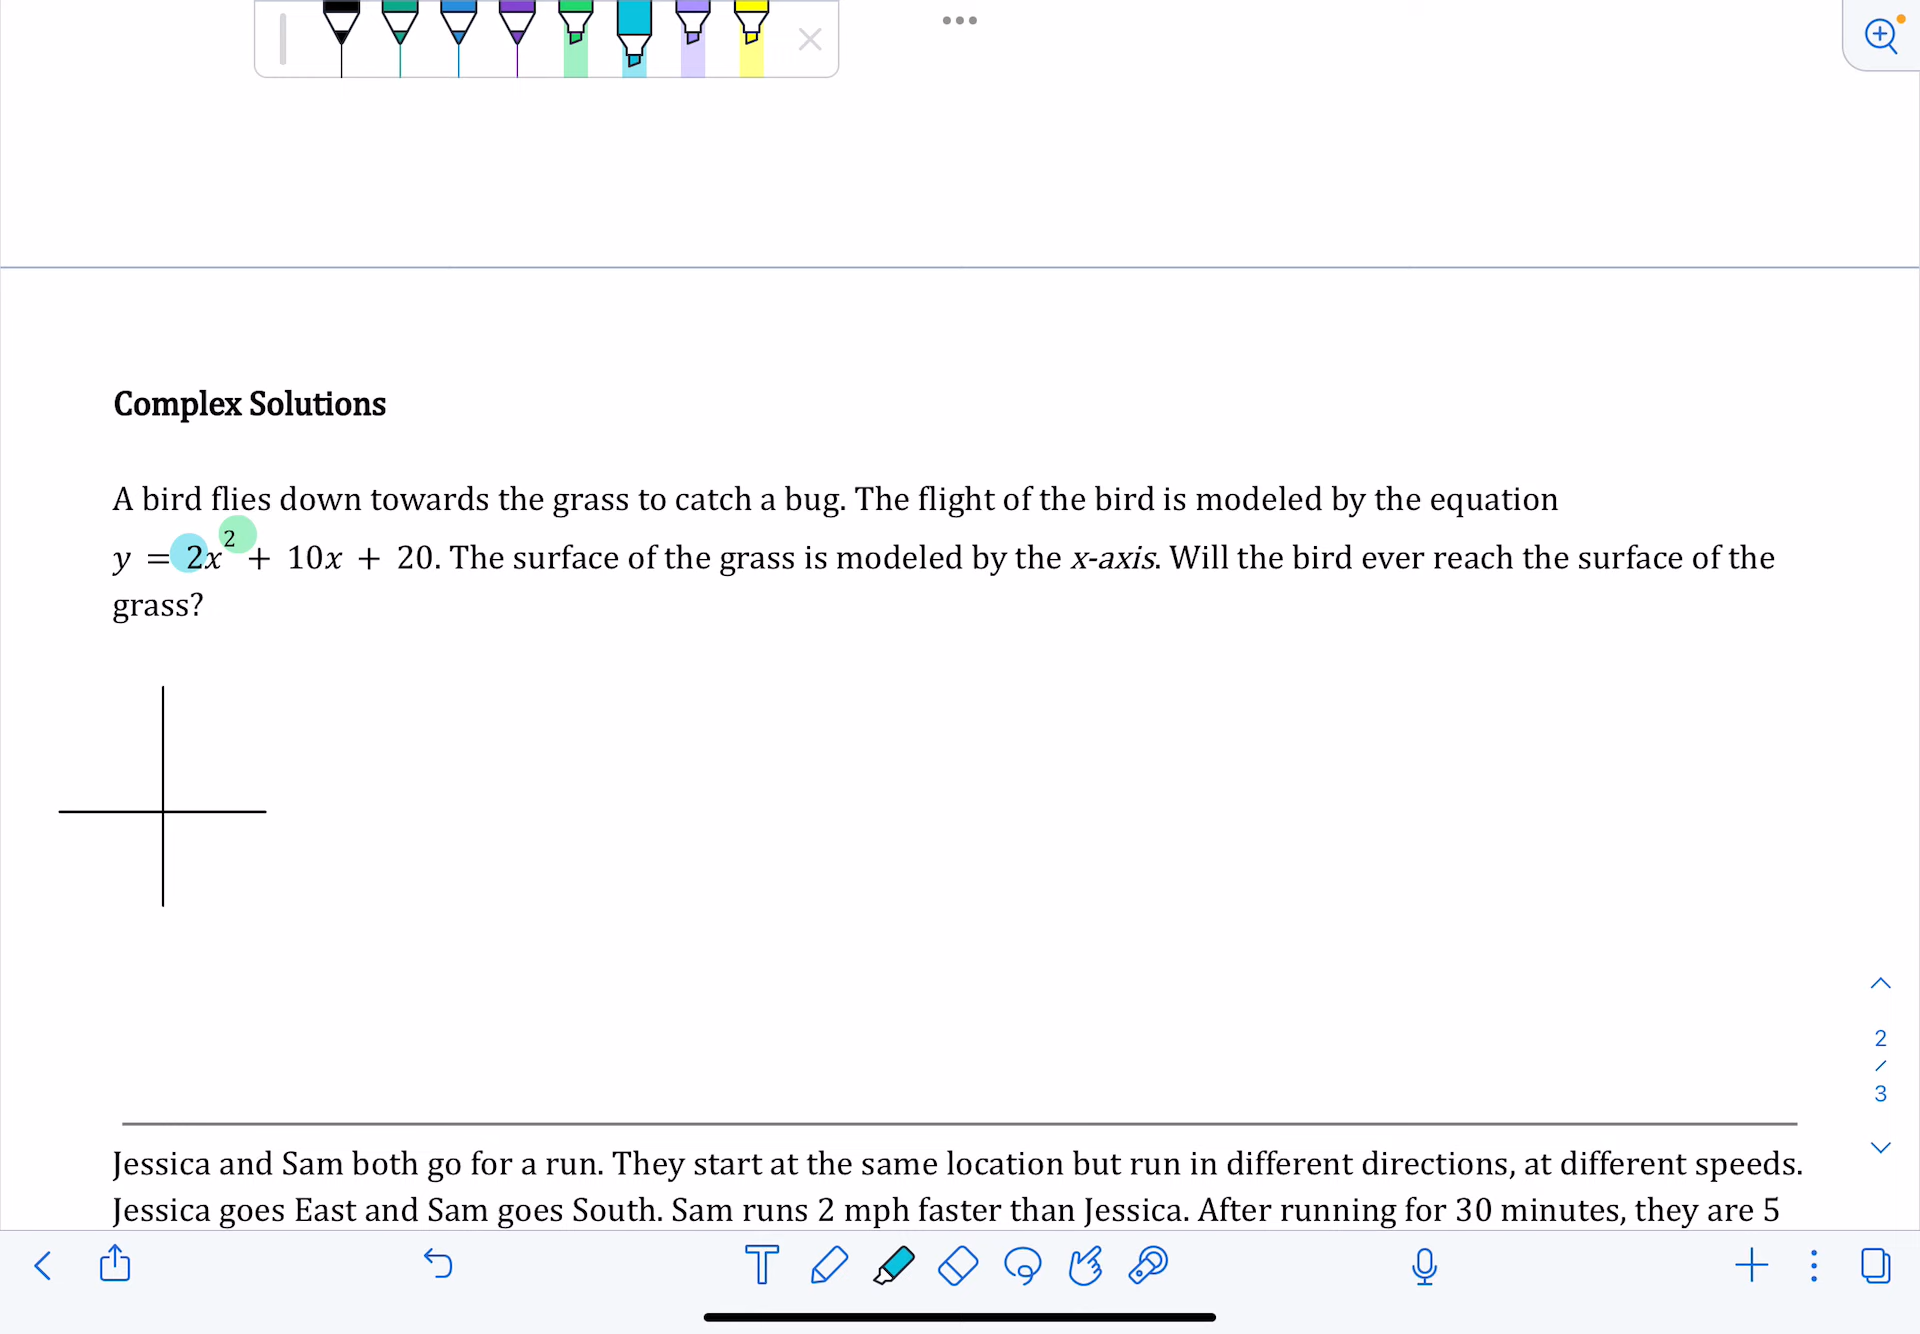 Complex Solutions
A bird flies down towards the grass to catch a bug. The flight of the bird is modeled by the equation
y = 2x² + 10x + 20. The surface of the grass is modeled by the x-axis. Will the bird ever reach the surface of the
grass?
2
/
3
Jessica and Sam both go for a run. They start at the same location but run in different directions, at different speeds.
Jessica goes East and Sam goes South. Sam runs 2 mph faster than Jessica. After running for 30 minutes, they are 5